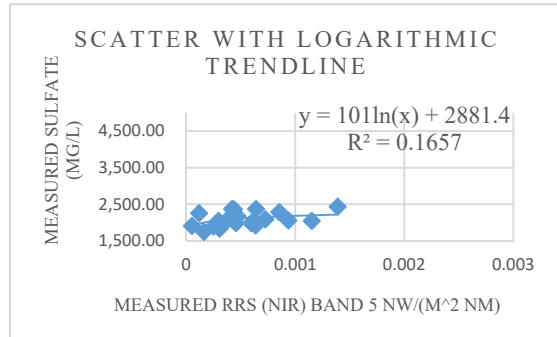 SCATTER WITH LOGARITHMIC
TRENDLINE
y = 101ln(x) + 2881.4
R² = 0.1657
MEASURED SULFATE
(MG/L)
4,500.00
3,500.00
2,500.00
1,500.00
0
0.001
0.002
0.003
MEASURED RRS (NIR) BAND 5 NW/(M^2 NM)